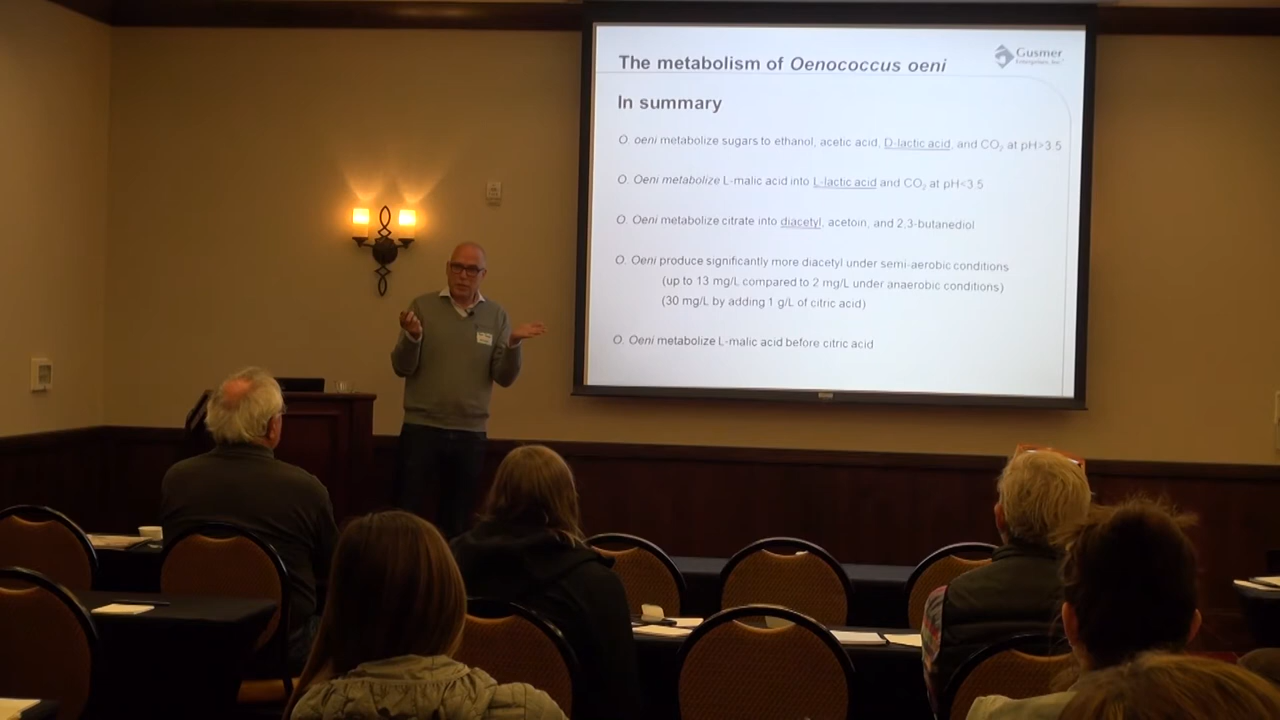 The metabolism of Oenococcus oeni
Gusmer
Enterprises, Inc.
In summary
O. oeni metabolize sugars to ethanol, acetic acid, D-lactic acid, and CO₂ at pH>3.5
O. Oeni metabolize L-malic acid into L-lactic acid and CO₂ at pH<3.5
O. Oeni metabolize citrate into diacetyl, acetoin, and 2,3-butanediol
O. Oeni produce significantly more diacetyl under semi-aerobic conditions
(up to 13 mg/L compared to 2 mg/L under anaerobic conditions)
(30 mg/L by adding 1 g/L of citric acid)
O. Oeni metabolize L-malic acid before citric acid